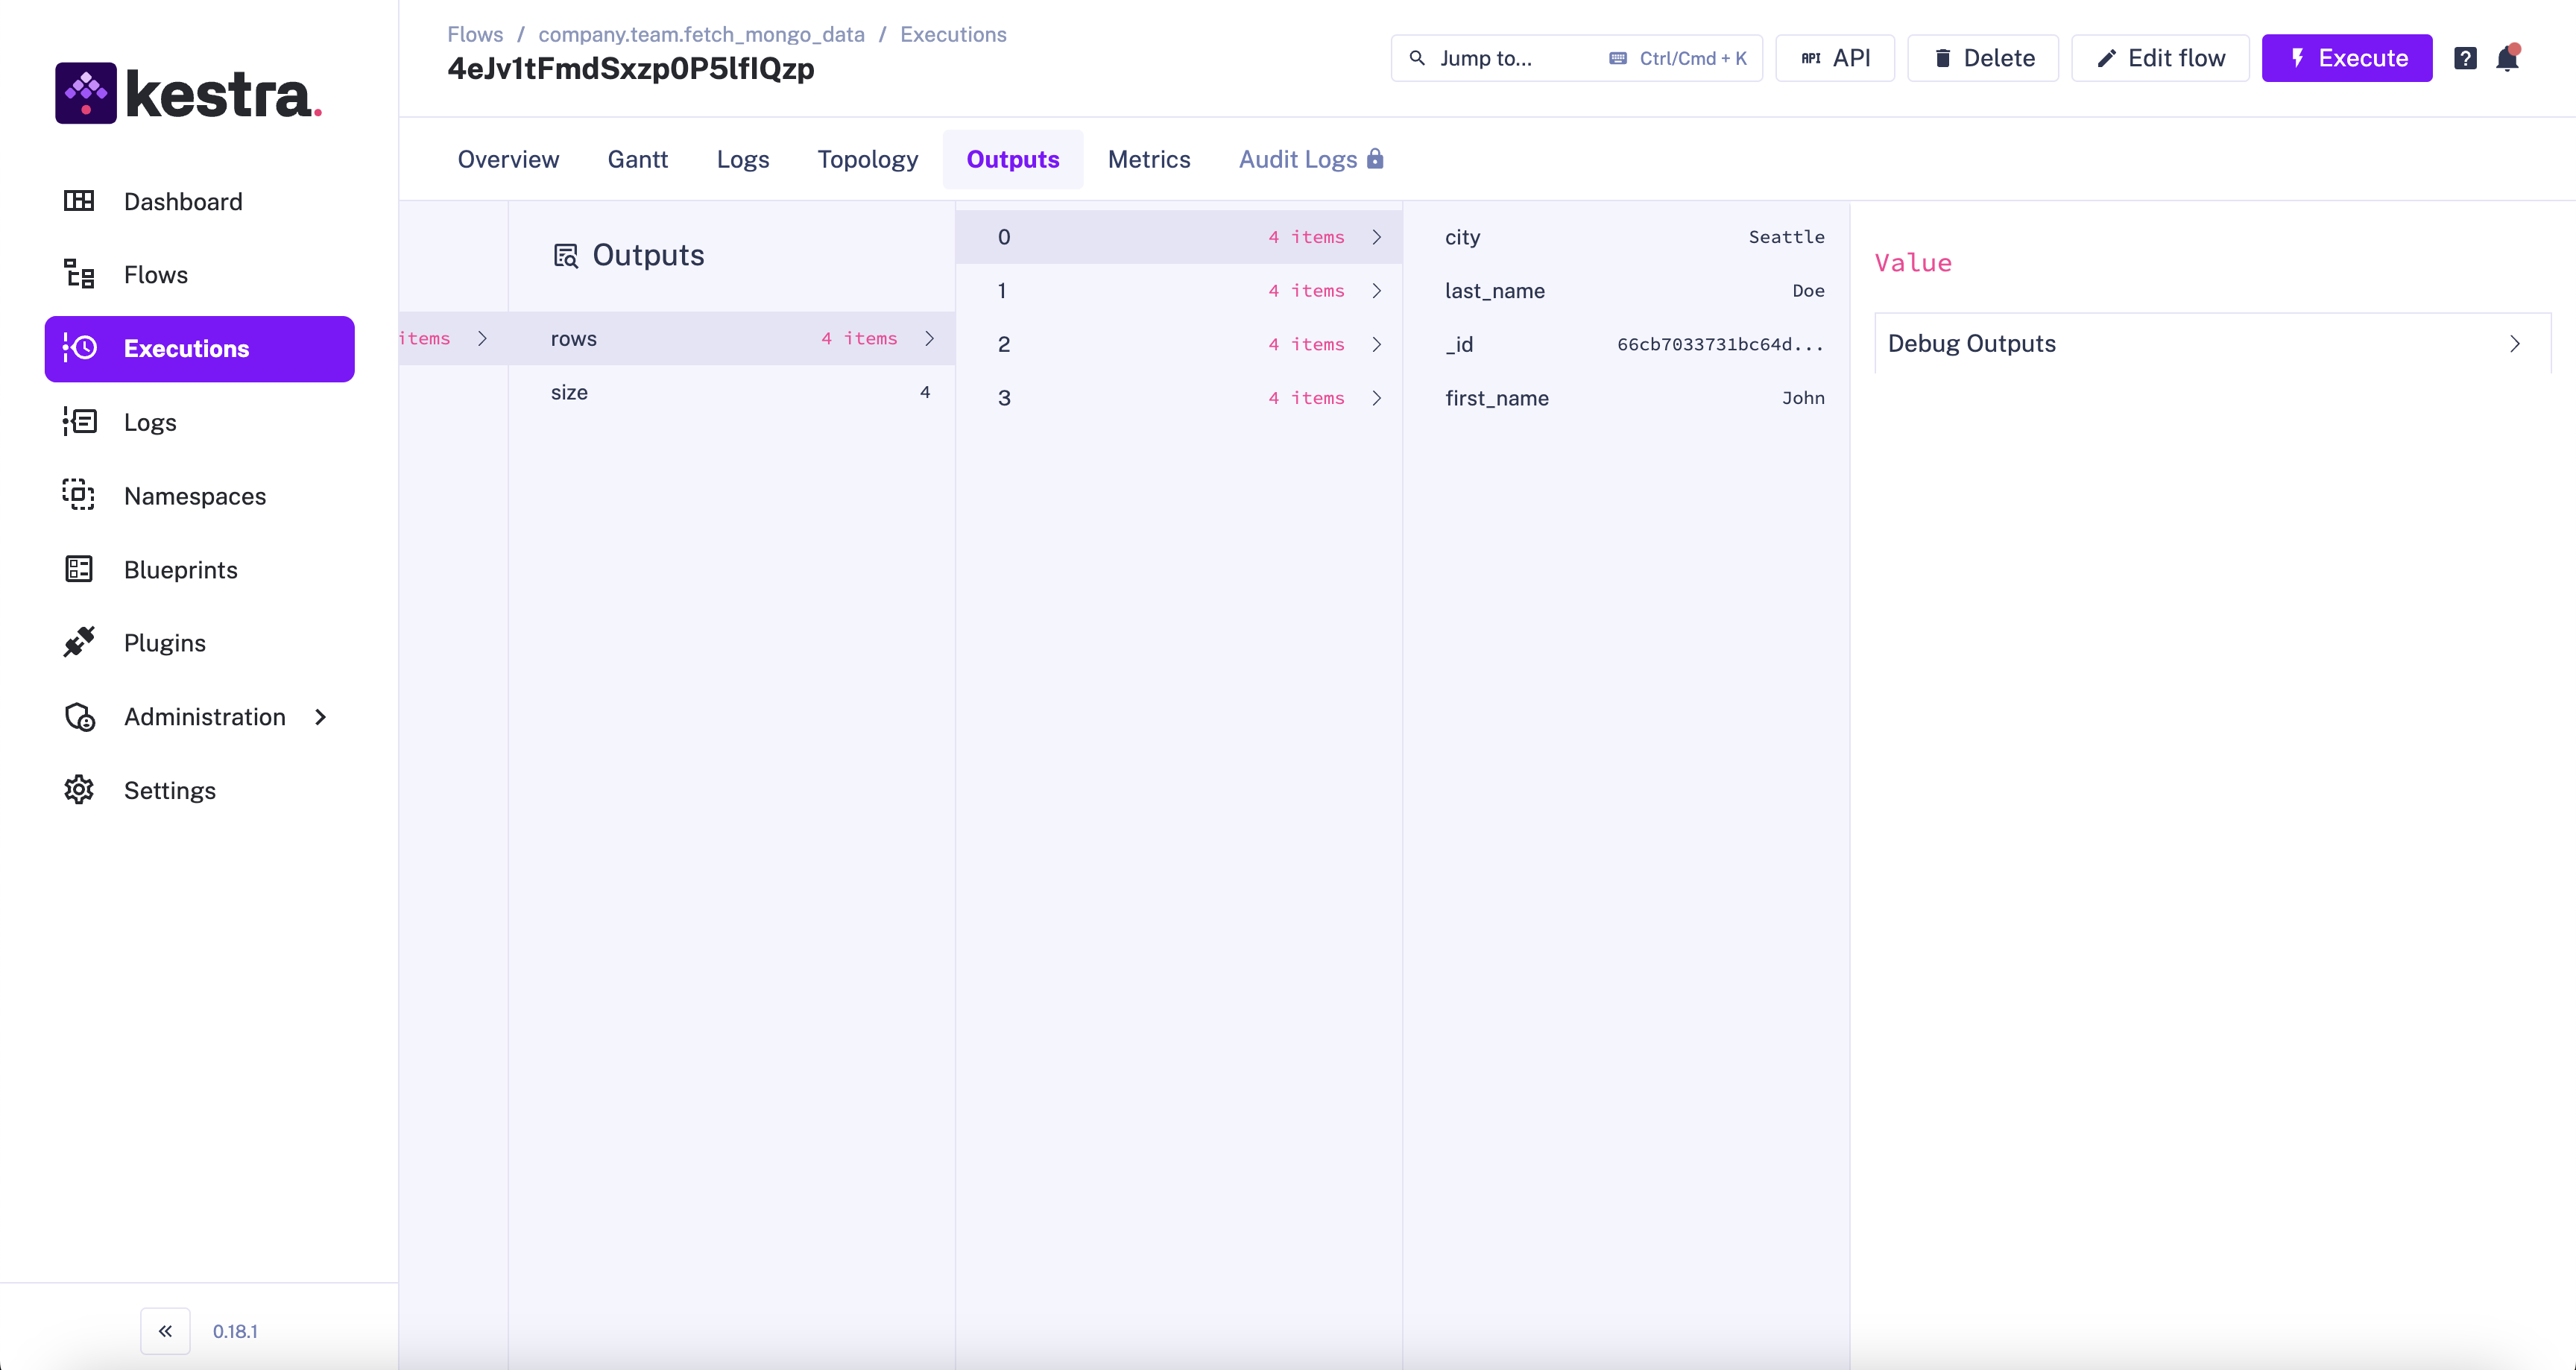 kestra.
Dashboard
Flows
Executions
Logs
Namespaces
Blueprints
Plugins
Administration
Settings
0.18.1
Flows / company.team.fetch_mongo_data / Executions
4eJv1tFmdSxzp0P5lflQzp
Jump to... Ctrl/Cmd + K
API API
Delete
Edit flow
Execute
?
Overview Gantt Logs Topology Outputs Metrics Audit Logs
items
Outputs
rows 4 items
size 4
0 4 items
1 4 items
2 4 items
3 4 items
city Seattle
last_name Doe
_id 66cb7033731bc64d...
first_name John
Value
Debug Outputs